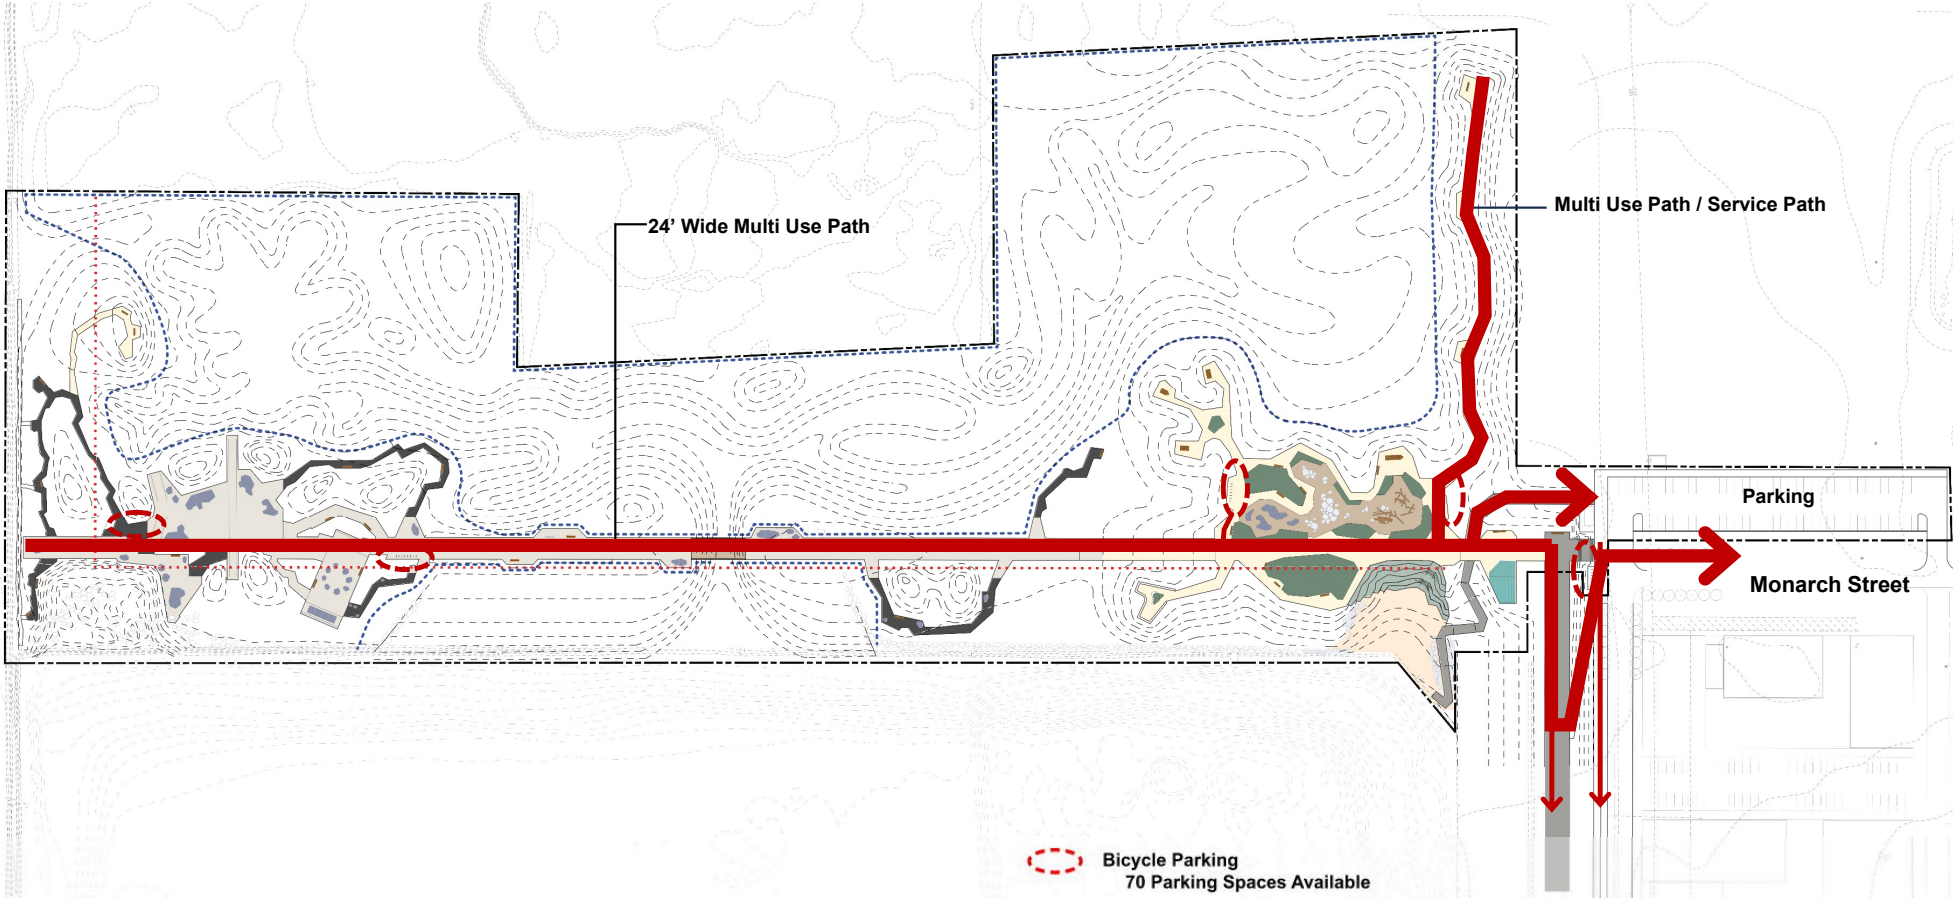 24’ Wide Multi Use Path
Multi Use Path / Service Path
Parking
Monarch Street
Bicycle Parking
70 Parking Spaces Available